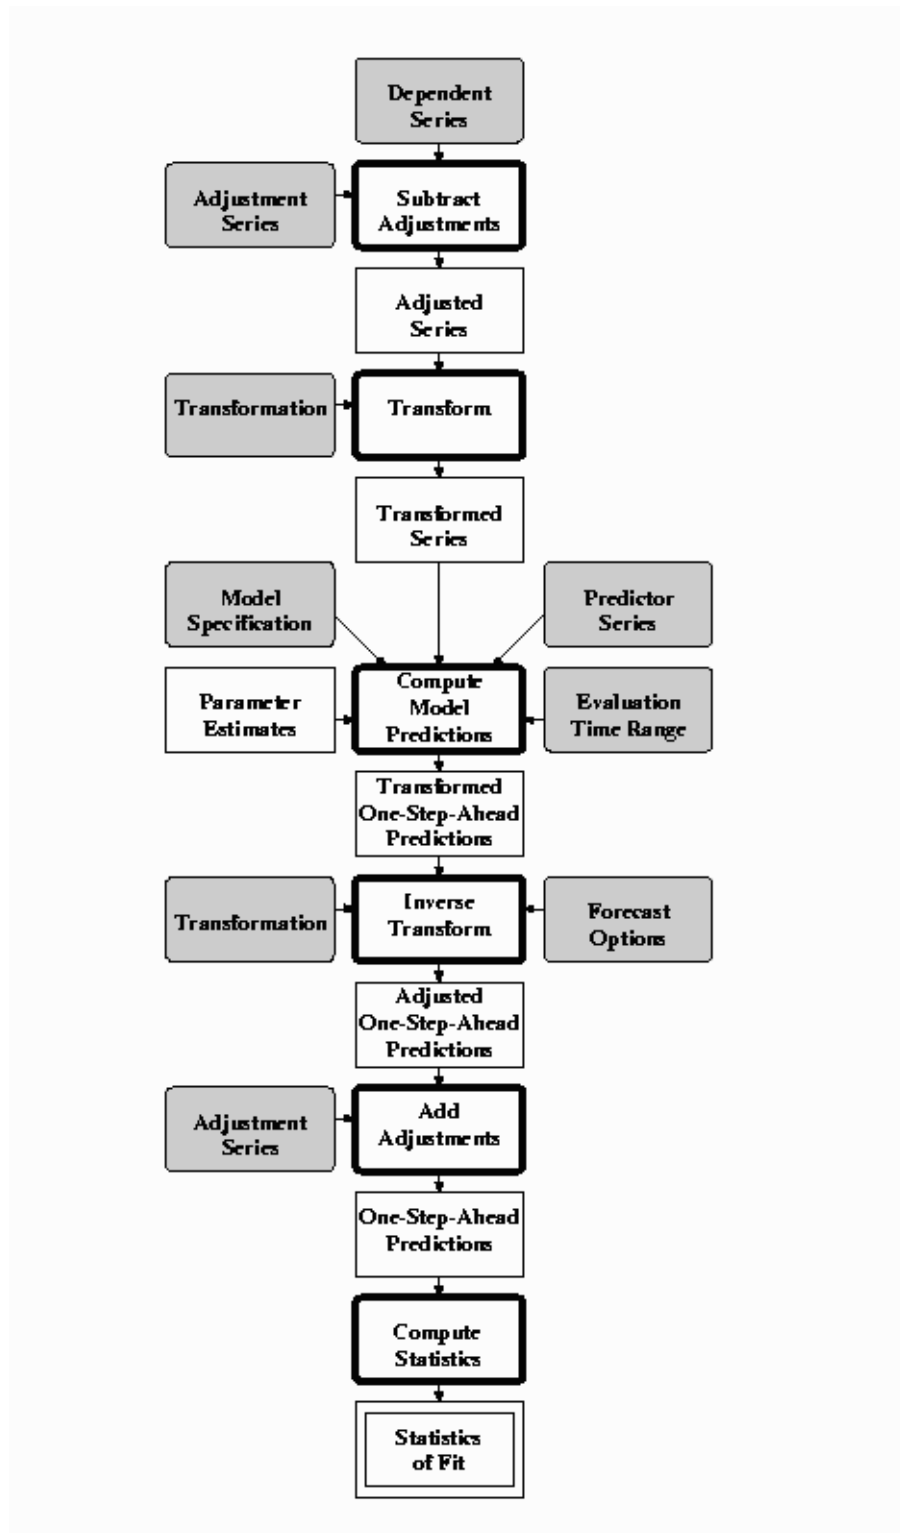 Dependent
Series
Adjustment
Series
Subtract
Adjustments
Adjusted
Series
Transformation
Transform
Transformed
Series
Model
Specification
Predictor
Series
Parameter
Estimates
Compute
Model
Predictions
Evaluation
Time Range
Transformed
One-Step-Ahead
Predictions
Transformation
Inverse
Transform
Forecast
Options
Adjusted
One-Step-Ahead
Predictions
Adjustment
Series
Add
Adjustments
One-Step-Ahead
Predictions
Compute
Statistics
Statistics
of Fit